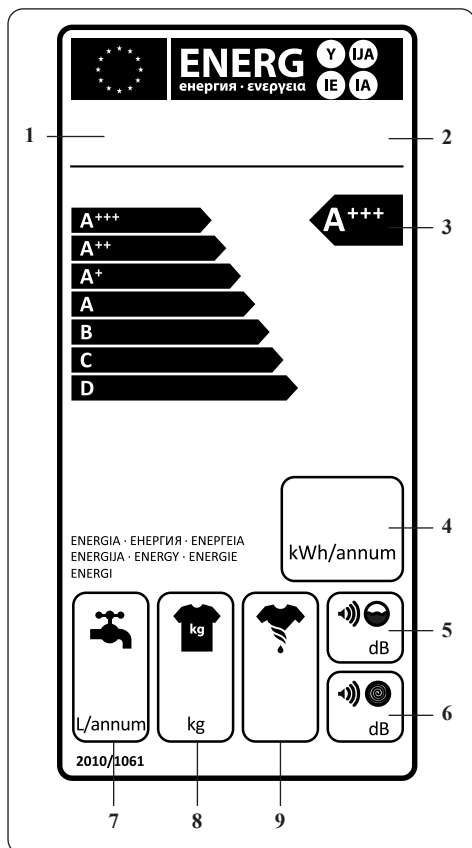 ENERG Y IJA
енергия · ενεργεια IE IA
1
2
A+++
A+++
3
A++
A+
A
B
C
D
4
ENERGIA · ЕНЕРГИЯ · ΕΝΕΡΓΕΙΑ
ENERGIJA · ENERGY · ENERGIE
ENERGI
kWh/annum
kg
5
dB
6
L/annum
kg
dB
2010/1061
7
8
9